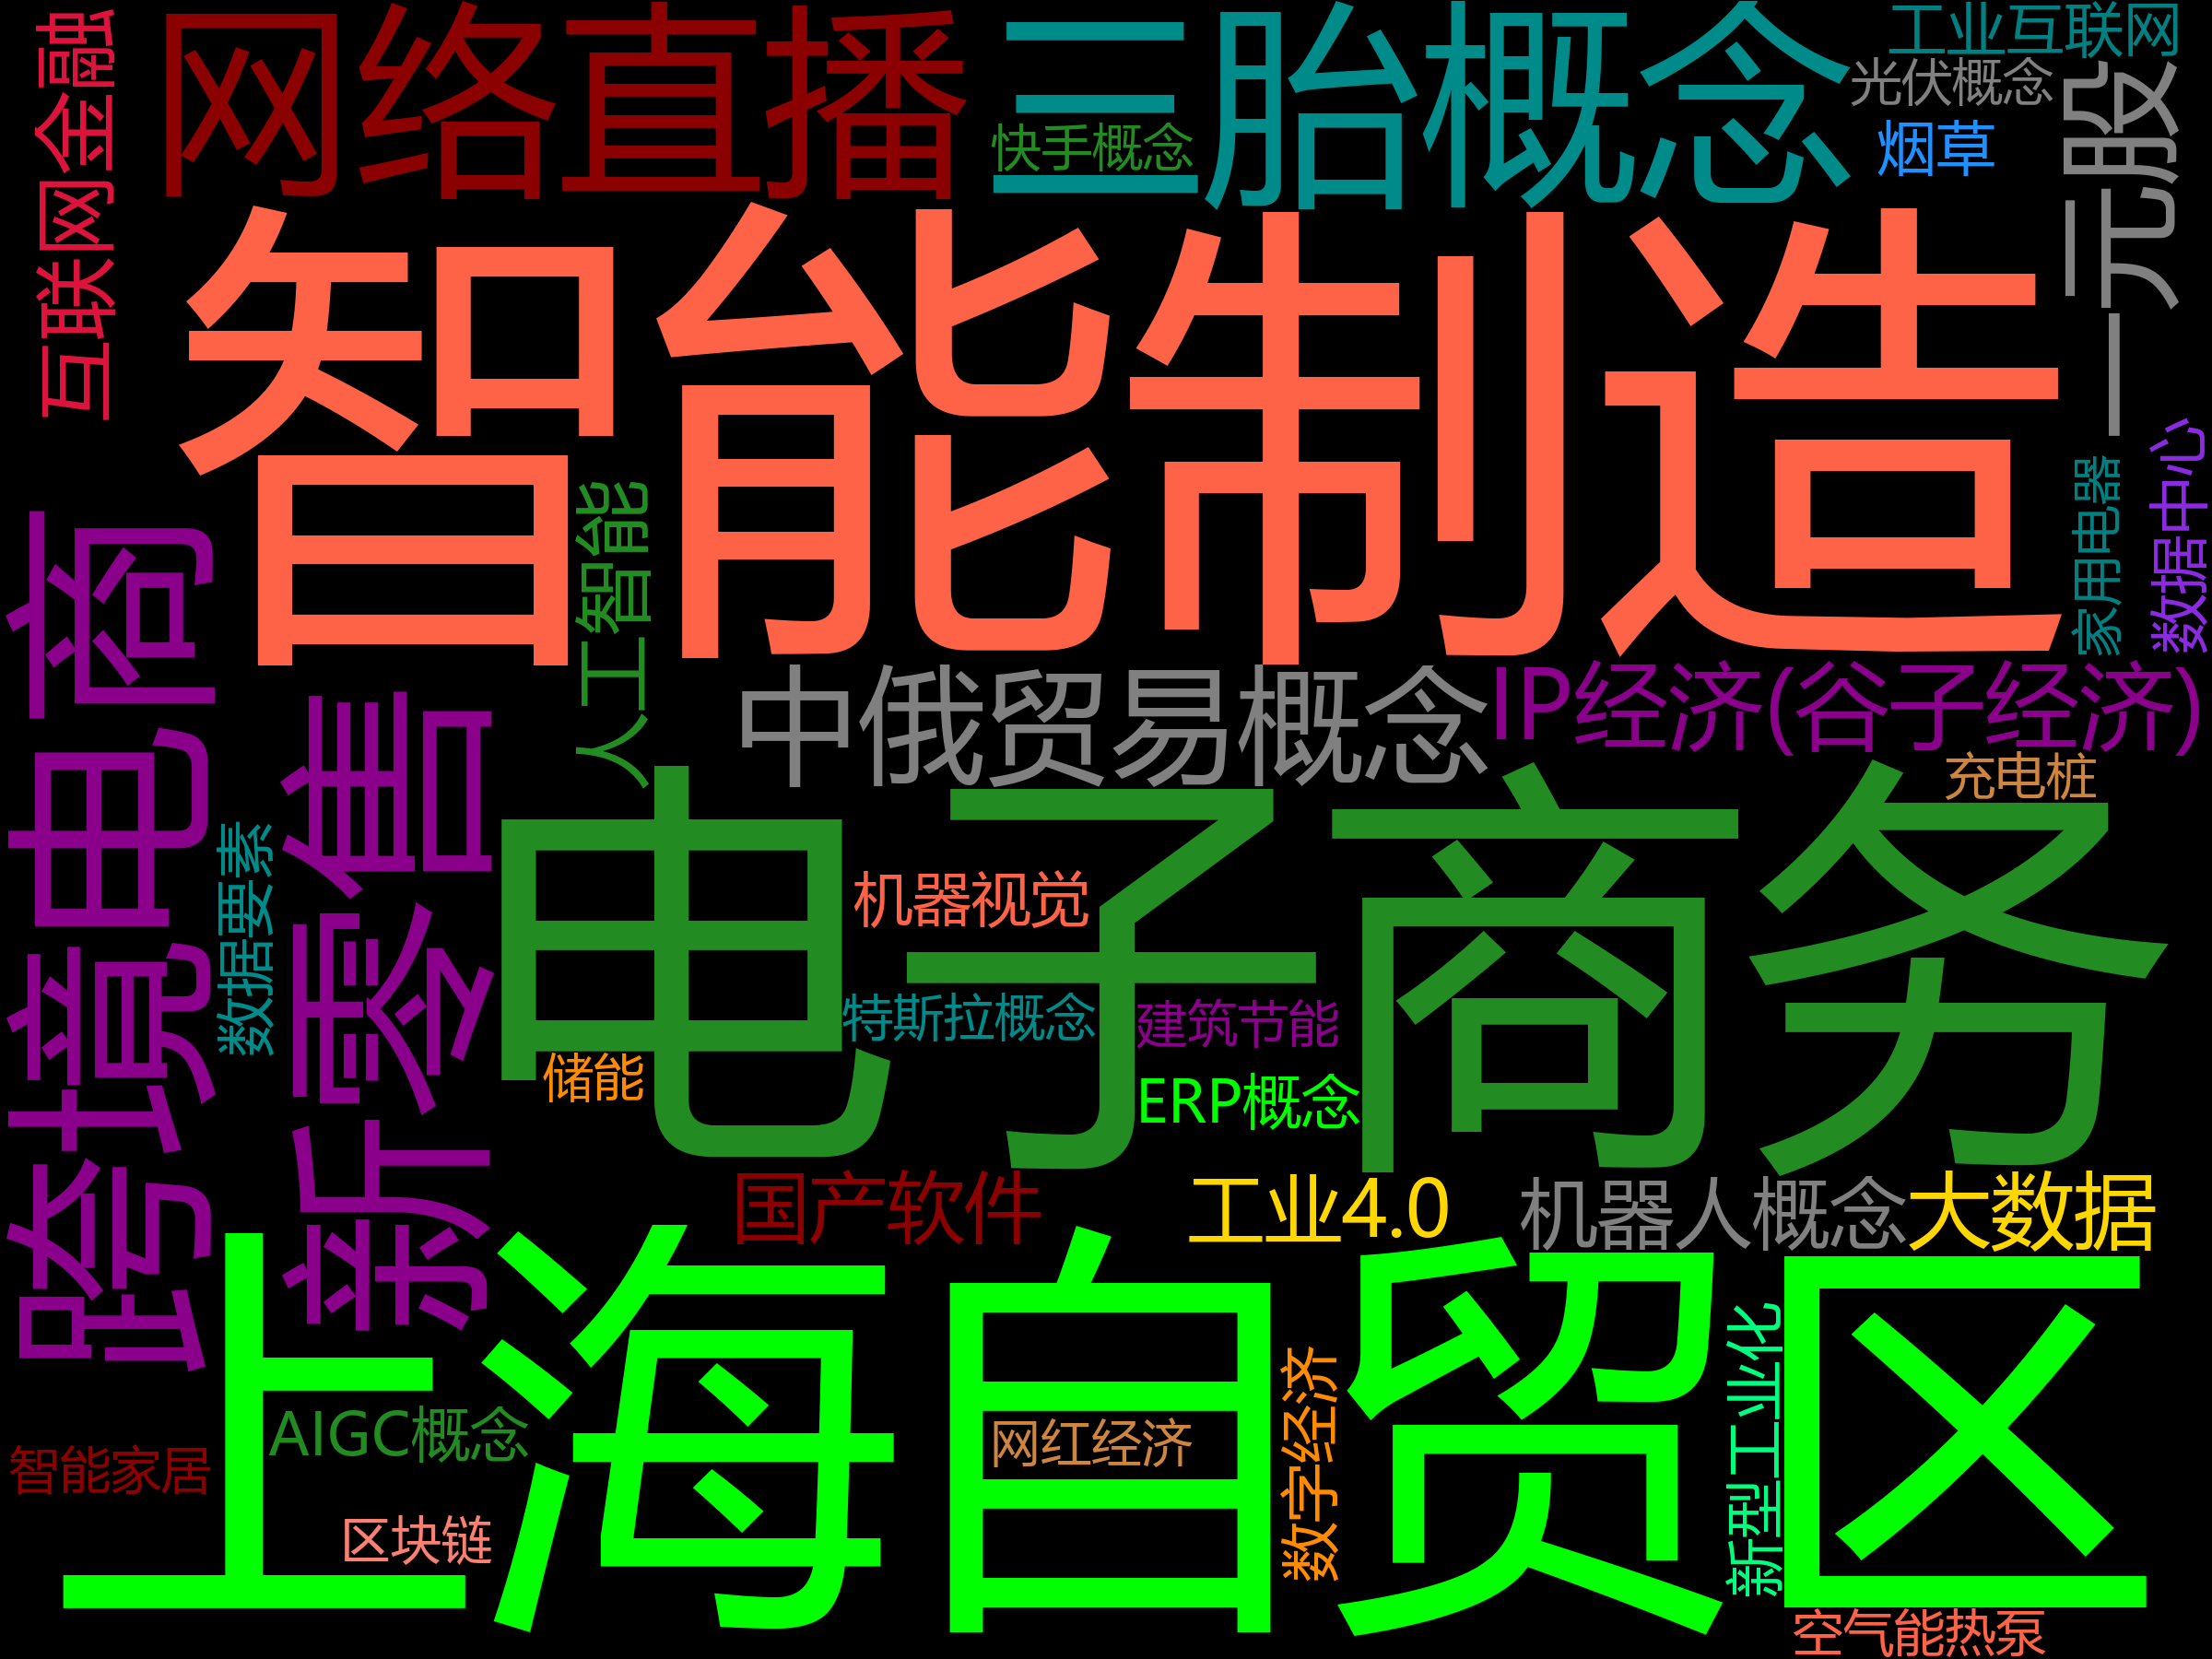 网络直播
三胎概念
工业互联网
光伏概念
烟草
快手概念
互联网金融
一元股
智能制造
家用电器
数据中心
人工智能
跨境电商
新零售
中俄贸易概念
IP经济(谷子经济)
充电桩
电子商务
数据要素
机器视觉
特斯拉概念
建筑节能
储能
ERP概念
国产软件
工业4.0
机器人概念
大数据
上海自贸区
AIGC概念
网红经济
数字经济
新型工业化
智能家居
区块链
空气能热泵